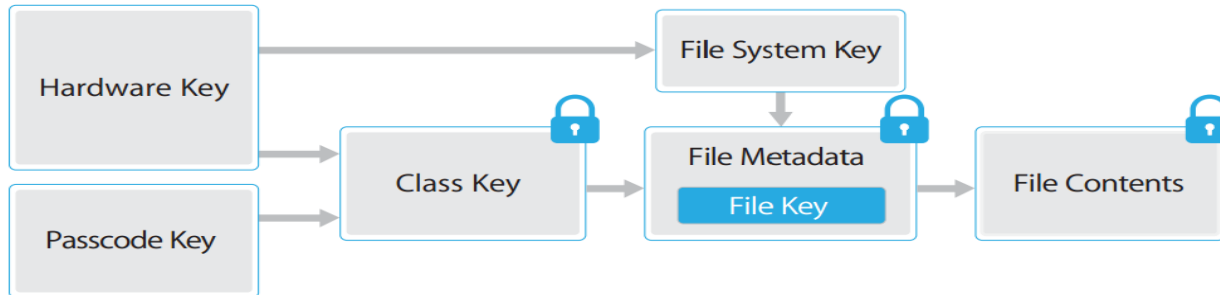 Hardware Key
File System Key
Class Key
File Metadata
File Key
File Contents
Passcode Key